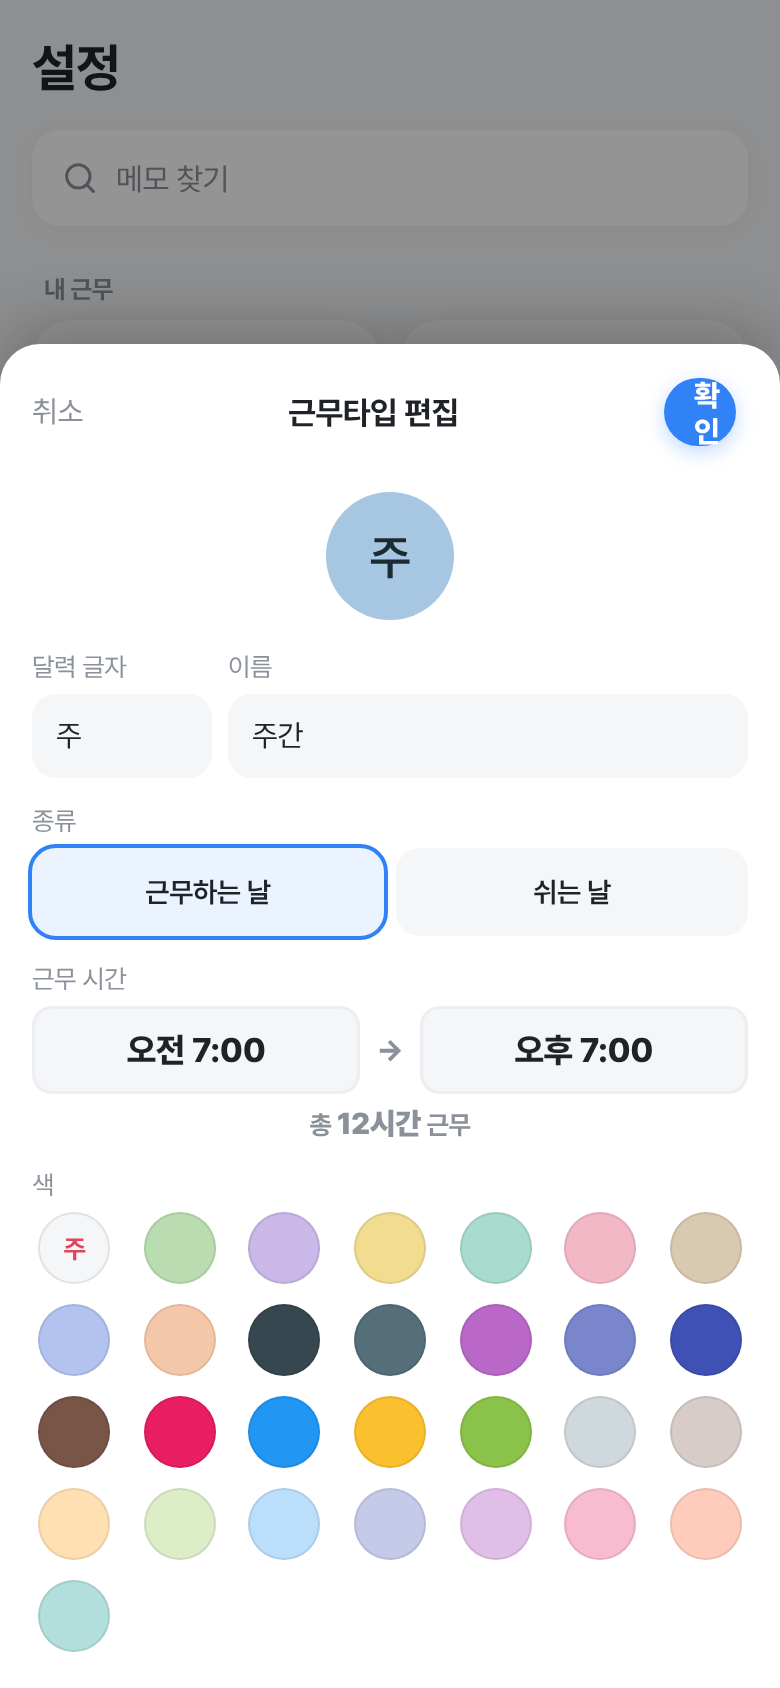 설정
메모 찾기
내 근무
취소
근무타입 편집
확
인
주
달력 글자
이름
주
주간
종류
근무하는 날
쉬는 날
근무 시간
오전 7:00
→
오후 7:00
총 12시간 근무
색
주